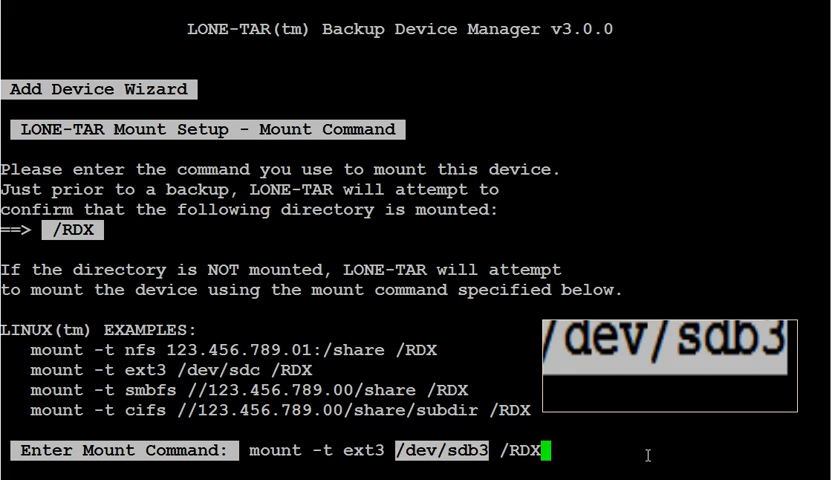 LONE-TAR(tm) Backup Device Manager v3.0.0
Add Device Wizard
LONE-TAR Mount Setup - Mount Command
Please enter the command you use to mount this device.
Just prior to a backup, LONE-TAR will attempt to
confirm that the following directory is mounted:
==> /RDX
If the directory is NOT mounted, LONE-TAR will attempt
to mount the device using the mount command specified below.
LINUX(tm) EXAMPLES:
mount -t nfs 123.456.789.01:/share /RDX
mount -t ext3 /dev/sdc /RDX
mount -t smbfs //123.456.789.00/share /RDX
mount -t cifs //123.456.789.00/share/subdir /RDX
/dev/sdb3
Enter Mount Command: mount -t ext3 /dev/sdb3 /RDX